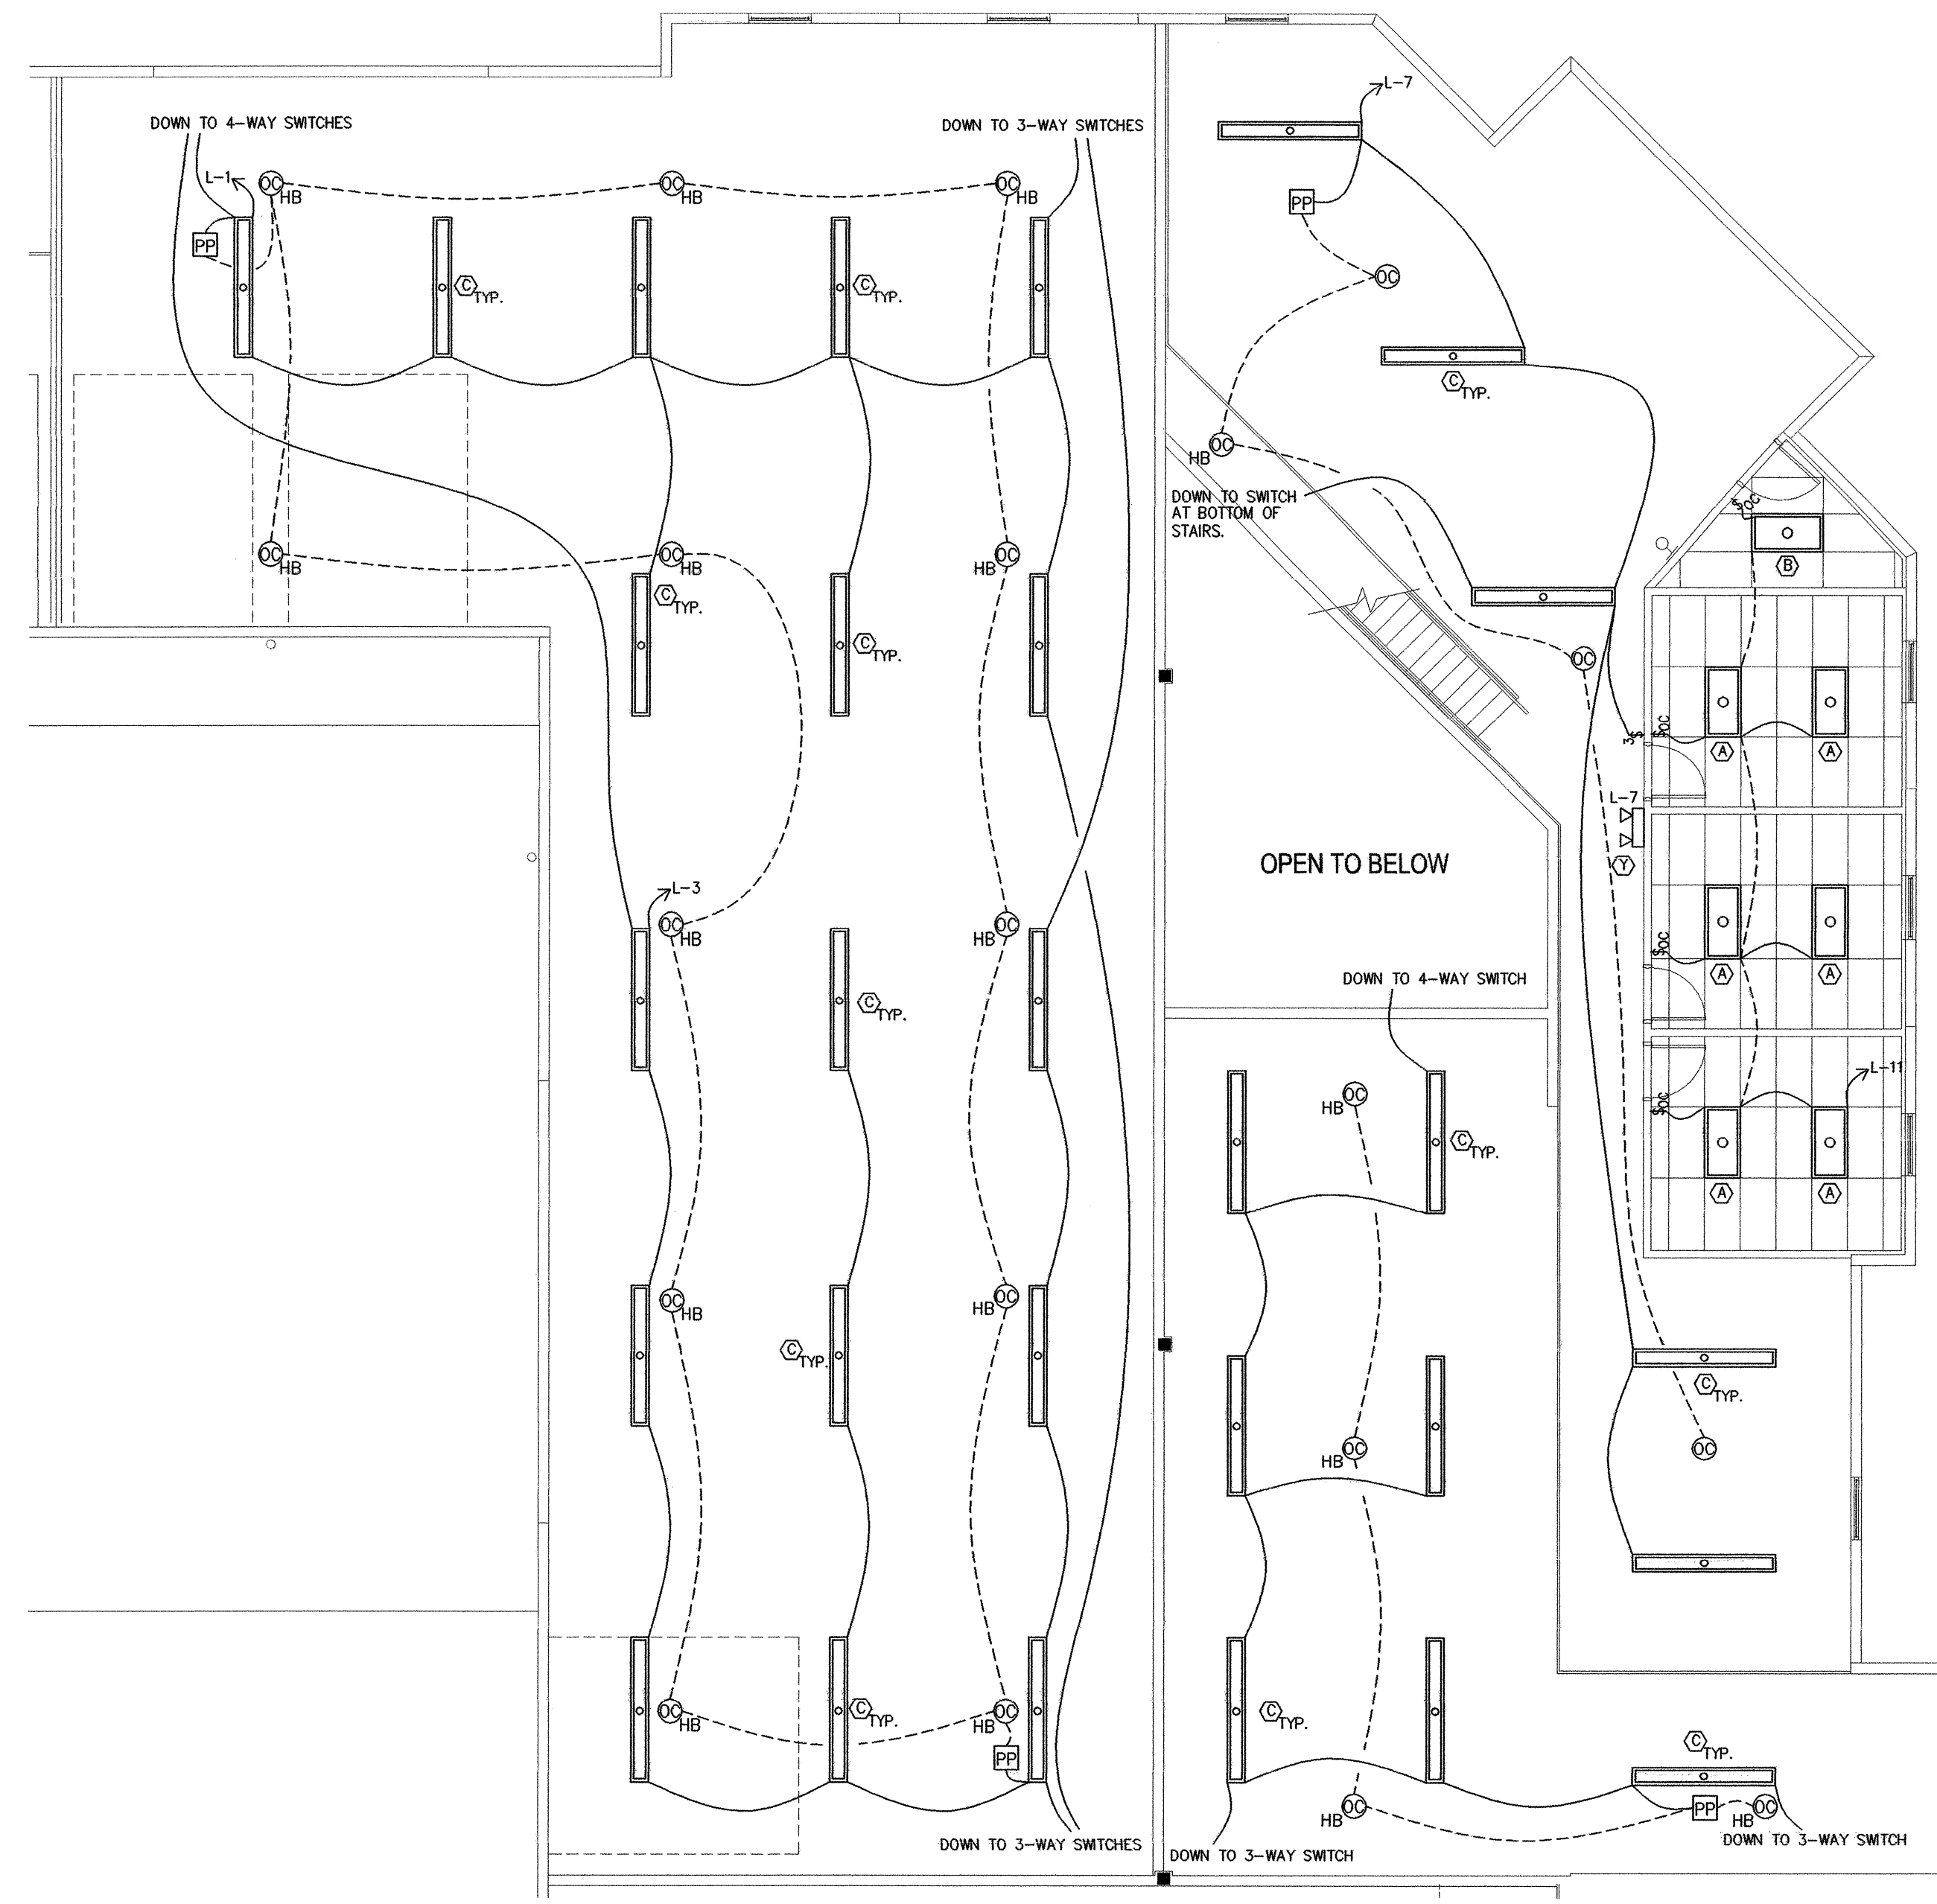 L-7
DOWN TO 4-WAY SWITCHES
DOWN TO 3-WAY SWITCHES
L-1
OC
HB
OC
HB
OC
HB
PP
PP
OC
C
TYP.
C
TYP.
C
TYP.
OC
HB
DOWN TO SWITCH
AT BOTTOM OF
STAIRS.
$OC
B
OC
HB
OC
HB
OC
HB
C
TYP.
C
TYP.
OC
3$
$OC
A
A
L-7
Y
OPEN TO BELOW
L-3
OC
HB
OC
HB
$OC
A
A
DOWN TO 4-WAY SWITCH
C
TYP.
L-11
OC
HB
$OC
C
TYP.
A
A
OC
HB
OC
HB
C
TYP.
C
TYP.
OC
HB
OC
OC
HB
C
TYP.
OC
HB
C
TYP.
C
TYP.
PP
OC
HB
PP
OC
HB
DOWN TO 3-WAY SWITCHES
DOWN TO 3-WAY SWITCH
DOWN TO 3-WAY SWITCH